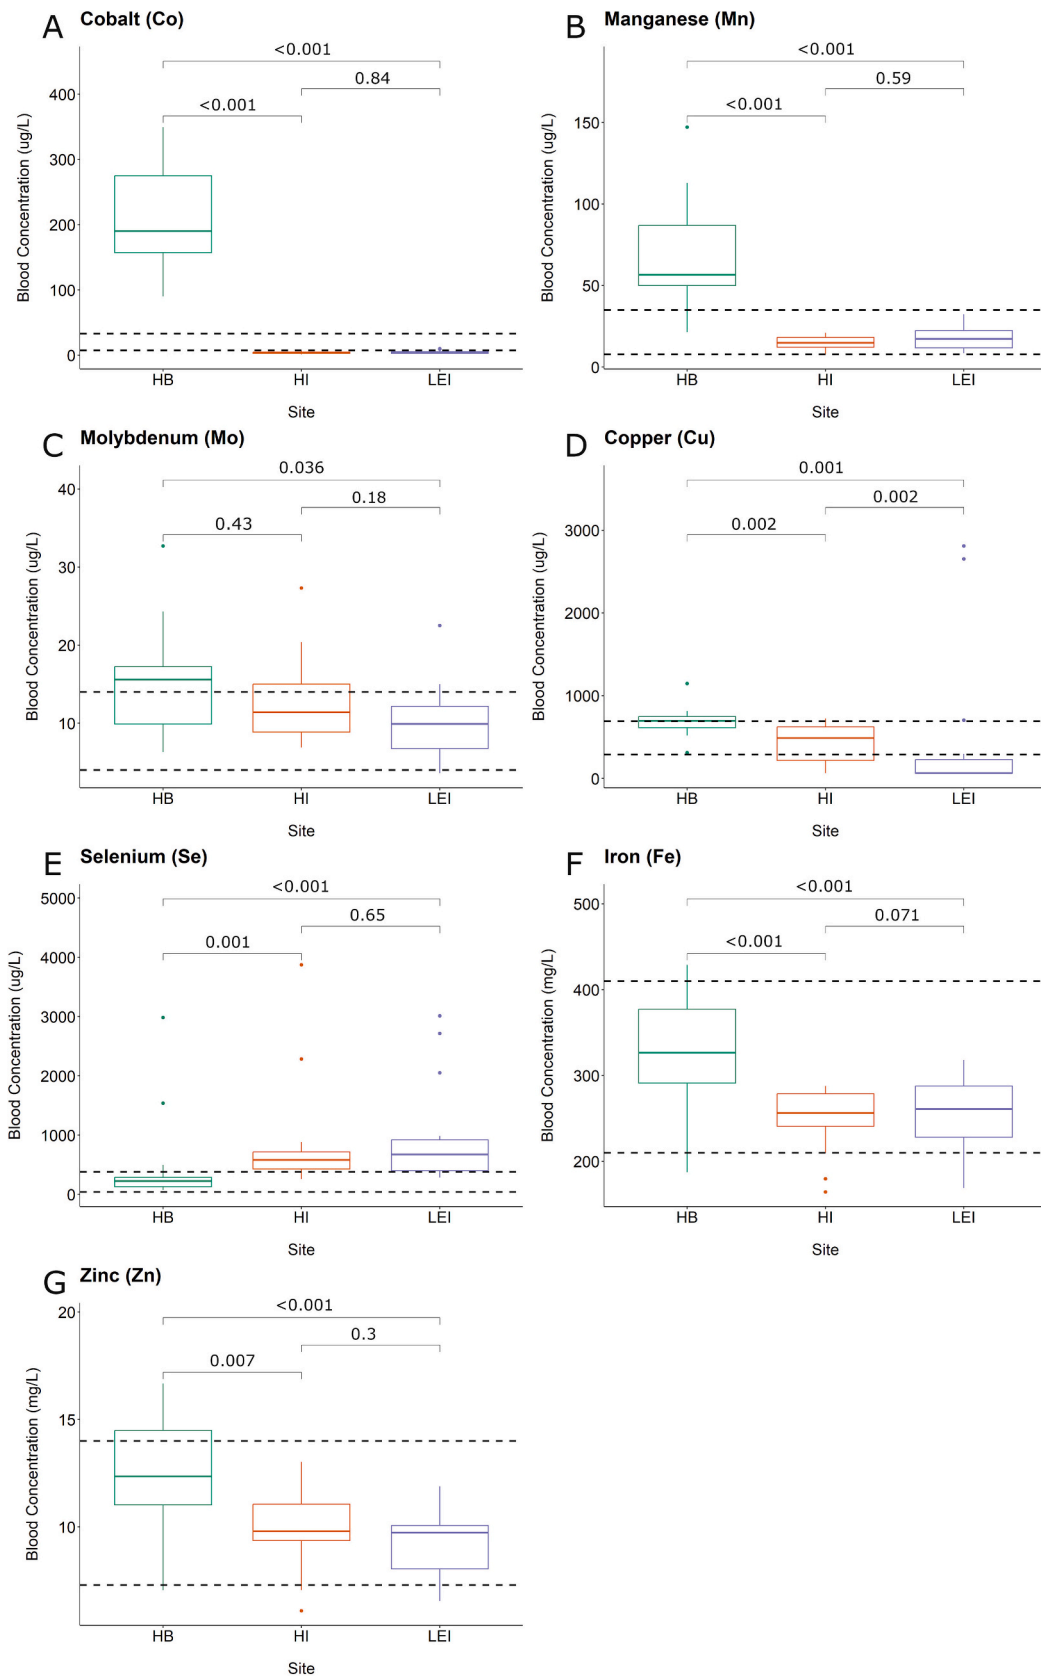 A Cobalt (Co)
<0.001
0.84
<0.001
400
300
200
100
0
Blood Concentration (ug/L)
HB HI LEI
Site
B Manganese (Mn)
<0.001
0.59
<0.001
150
100
50
0
Blood Concentration (ug/L)
HB HI LEI
Site
C Molybdenum (Mo)
0.036
0.18
0.43
40
30
20
10
Blood Concentration (ug/L)
HB HI LEI
Site
D Copper (Cu)
0.001
0.002
0.002
3000
2000
1000
0
Blood Concentration (ug/L)
HB HI LEI
Site
E Selenium (Se)
<0.001
0.65
0.001
5000
4000
3000
2000
1000
0
Blood Concentration (ug/L)
HB HI LEI
Site
F Iron (Fe)
<0.001
0.071
<0.001
500
400
300
200
Blood Concentration (mg/L)
HB HI LEI
Site
G Zinc (Zn)
<0.001
0.3
0.007
20
15
10
Blood Concentration (mg/L)
HB HI LEI
Site